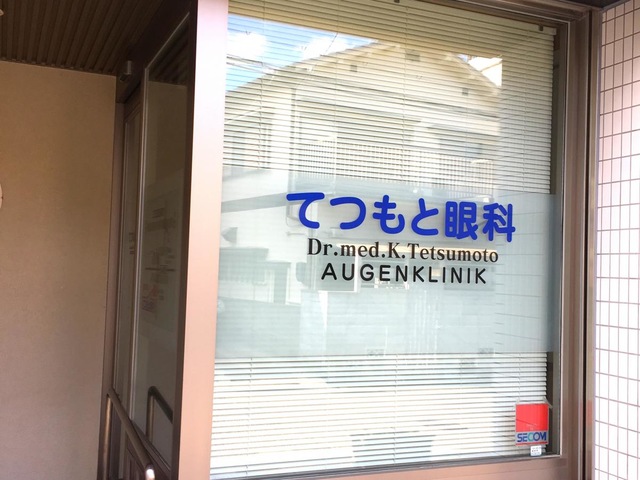 てつもと眼科
Dr.med.K.Tetsumoto
AUGENKLINIK
SECOM